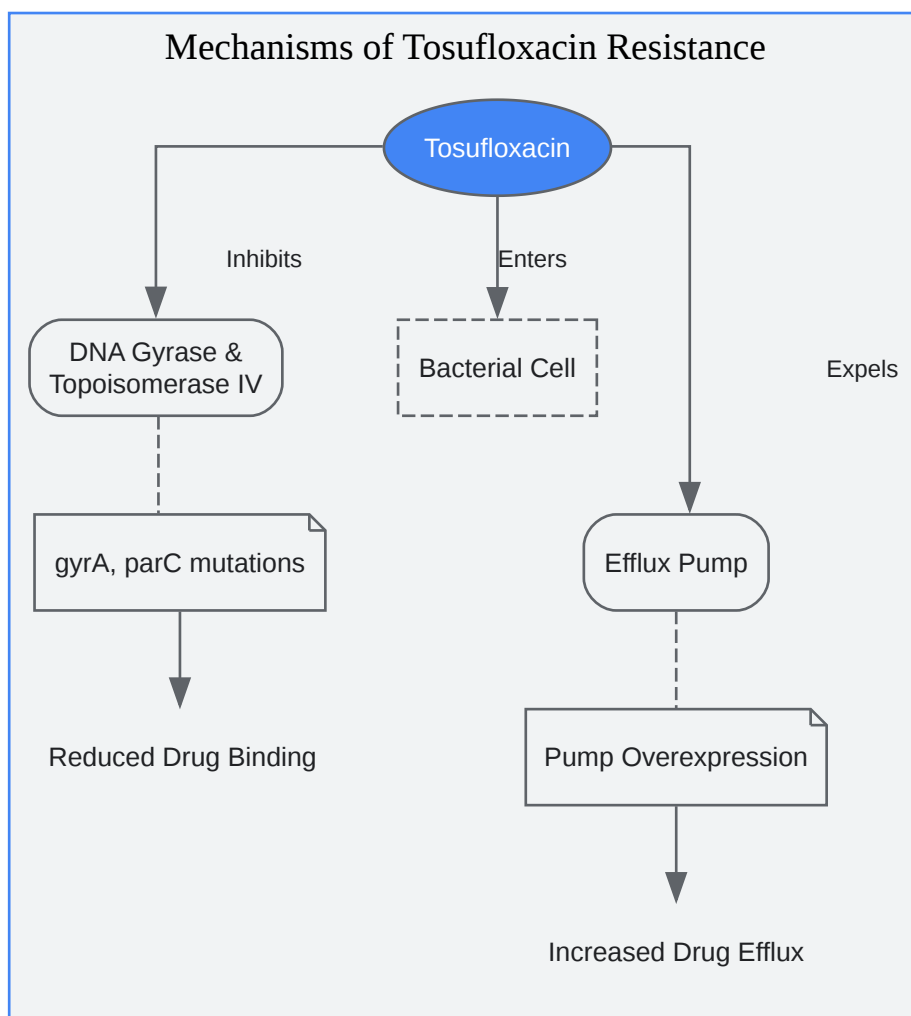 Mechanisms of Tosufloxacin Resistance
Tosufloxacin
Inhibits
Enters
DNA Gyrase &
Topoisomerase IV
Bacterial Cell
Expels
gyrA, parC mutations
Efflux Pump
Reduced Drug Binding
Pump Overexpression
Increased Drug Efflux